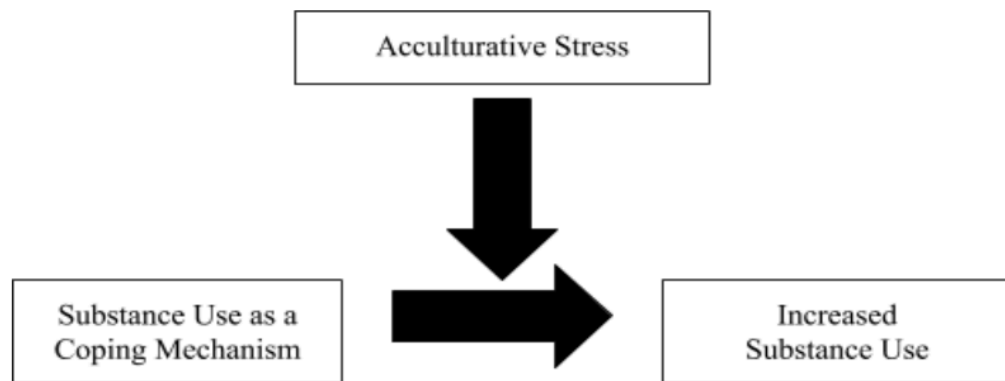 Acculturative Stress
Substance Use as a
Coping Mechanism
Increased
Substance Use